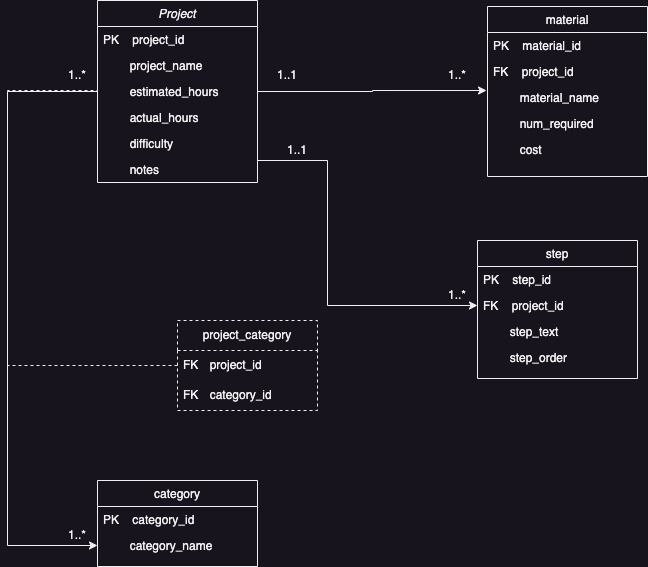 Project
PK project_id
project_name
estimated_hours
actual_hours
difficulty
notes
1..*
1..1
1..*
1..1
material
PK material_id
FK project_id
material_name
num_required
cost
1..*
step
PK step_id
FK project_id
step_text
step_order
project_category
FK project_id
FK category_id
1..*
category
PK category_id
category_name